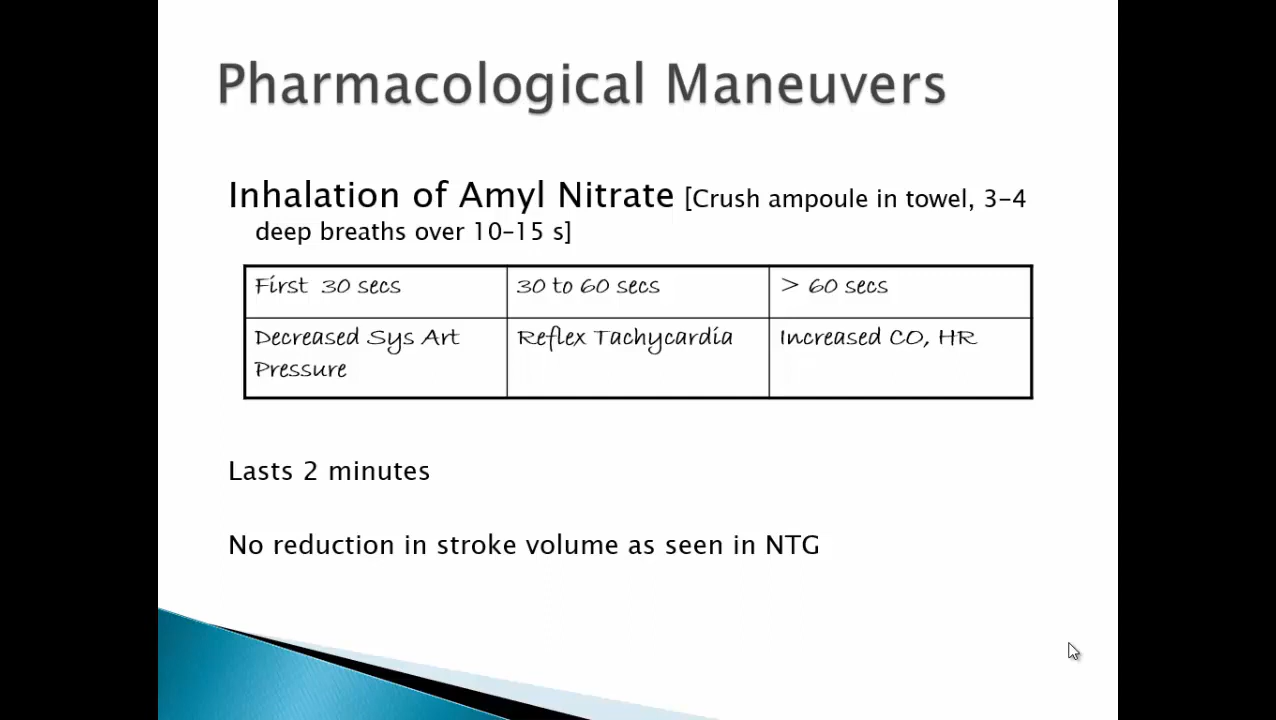 Pharmacological Maneuvers
Inhalation of Amyl Nitrate [Crush ampoule in towel, 3-4
deep breaths over 10-15 s]
First 30 secs
30 to 60 secs
> 60 secs
Decreased Sys Art
Pressure
Reflex Tachycardia
Increased CO, HR
Lasts 2 minutes
No reduction in stroke volume as seen in NTG